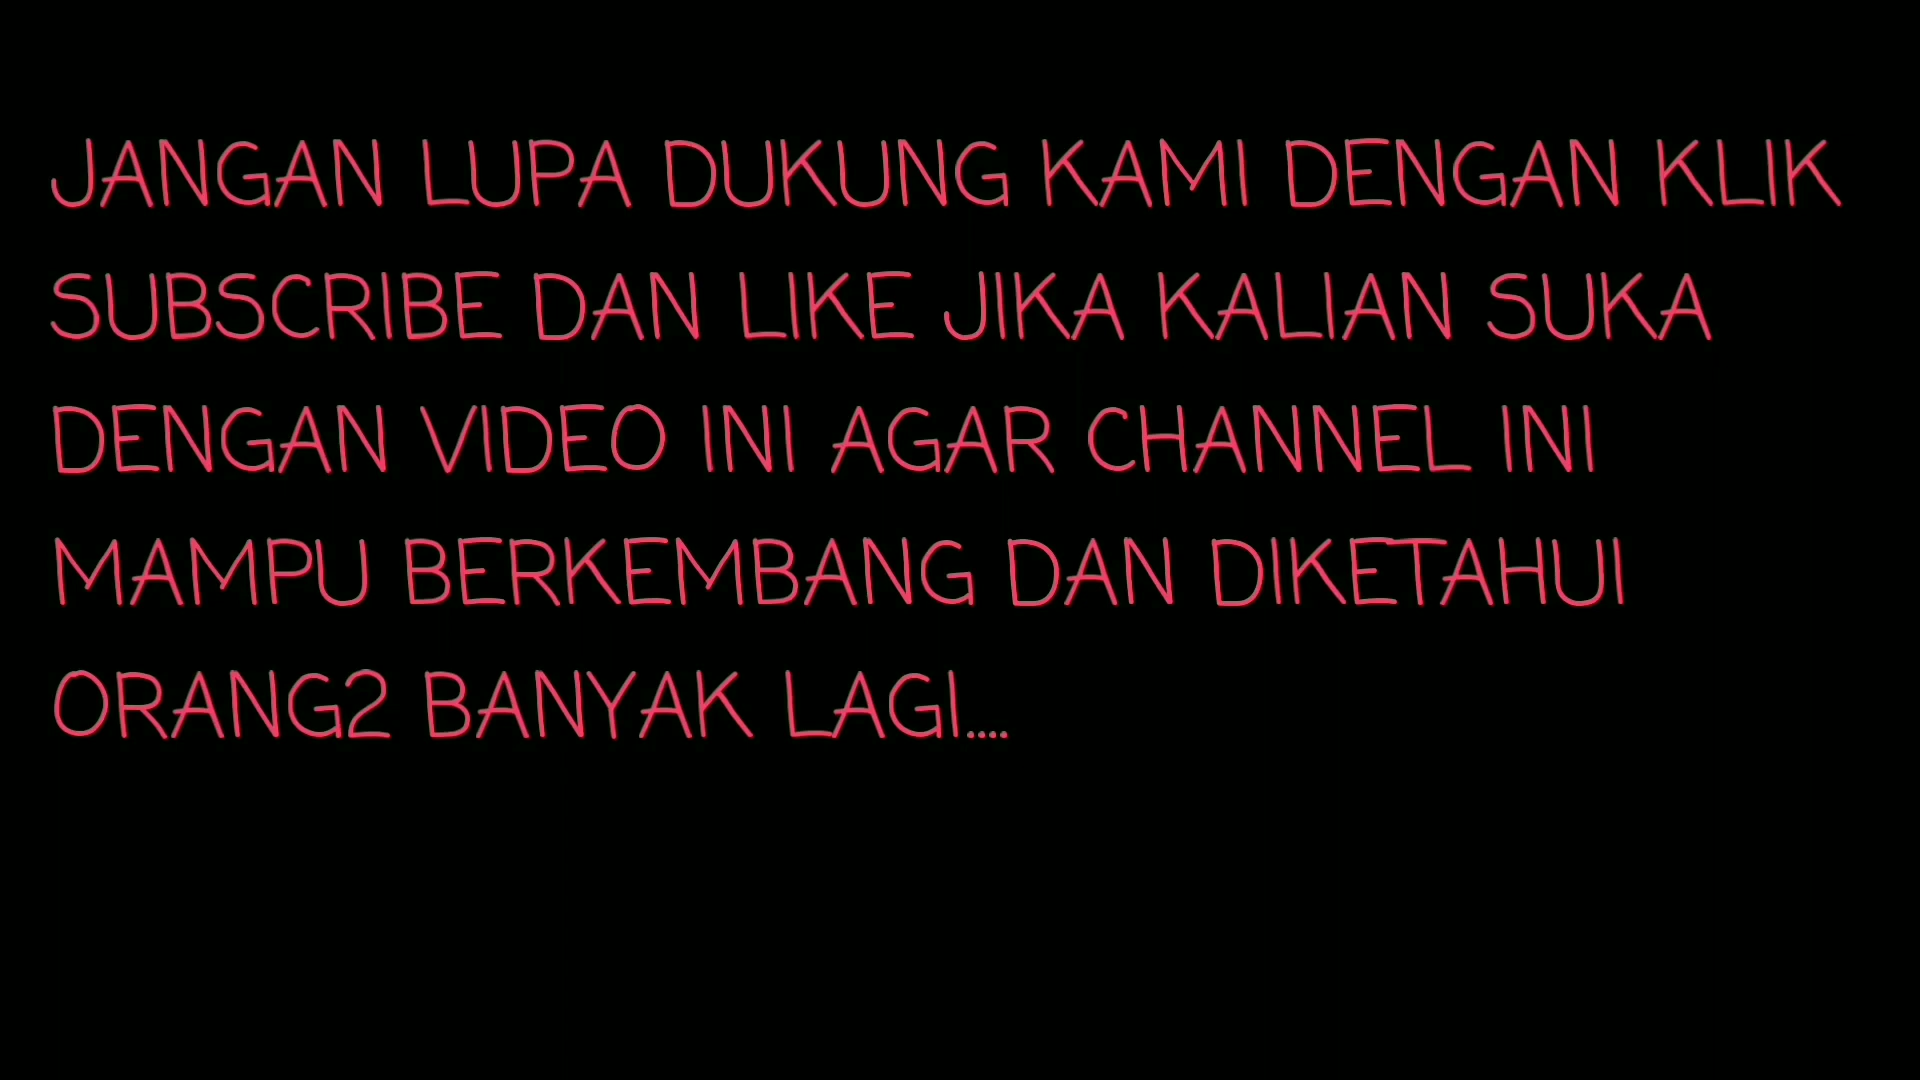 JANGAN LUPA DUKUNG KAMI DENGAN KLIK
SUBSCRIBE DAN LIKE JIKA KALIAN SUKA
DENGAN VIDEO INI AGAR CHANNEL INI
MAMPU BERKEMBANG DAN DIKETAHUI
ORANG2 BANYAK LAGI....